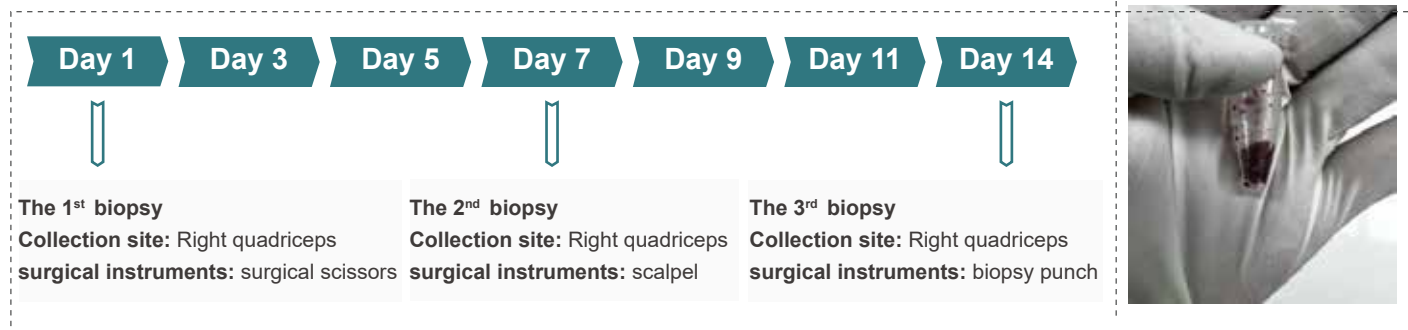 Day 1
Day 3
Day 5
Day 7
Day 9
Day 11
Day 14
The 1st biopsy
Collection site: Right quadriceps
surgical instruments: surgical scissors
The 2nd biopsy
Collection site: Right quadriceps
surgical instruments: scalpel
The 3rd biopsy
Collection site: Right quadriceps
surgical instruments: biopsy punch